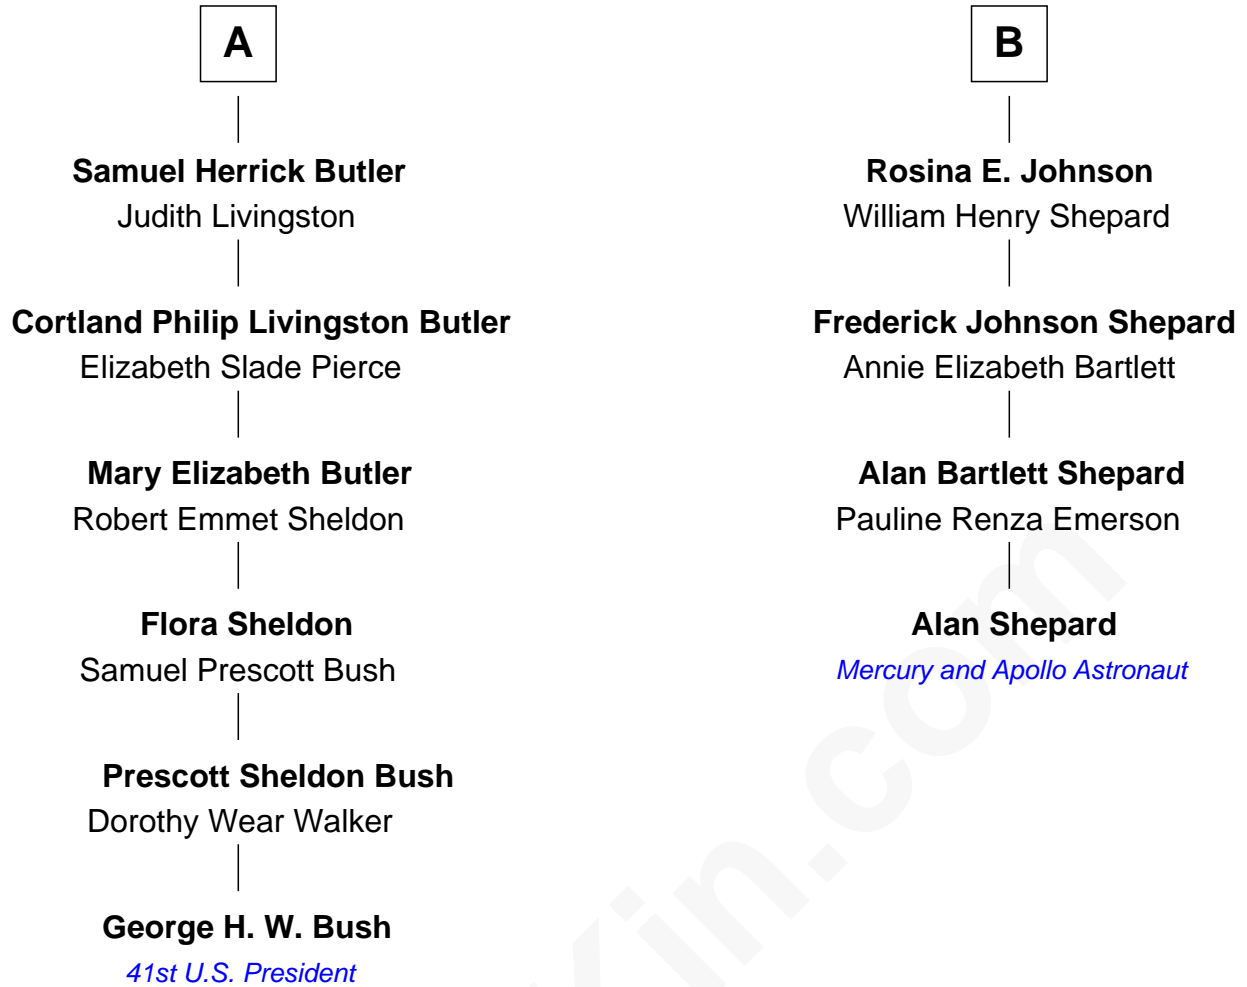 A
Samuel Herrick Butler
Judith Livingston
Cortland Philip Livingston Butler
Elizabeth Slade Pierce
Mary Elizabeth Butler
Robert Emmet Sheldon
Flora Sheldon
Samuel Prescott Bush
Prescott Sheldon Bush
Dorothy Wear Walker
George H. W. Bush
41st U.S. President
B
Rosina E. Johnson
William Henry Shepard
Frederick Johnson Shepard
Annie Elizabeth Bartlett
Alan Bartlett Shepard
Pauline Renza Emerson
Alan Shepard
Mercury and Apollo Astronaut
Kin.com